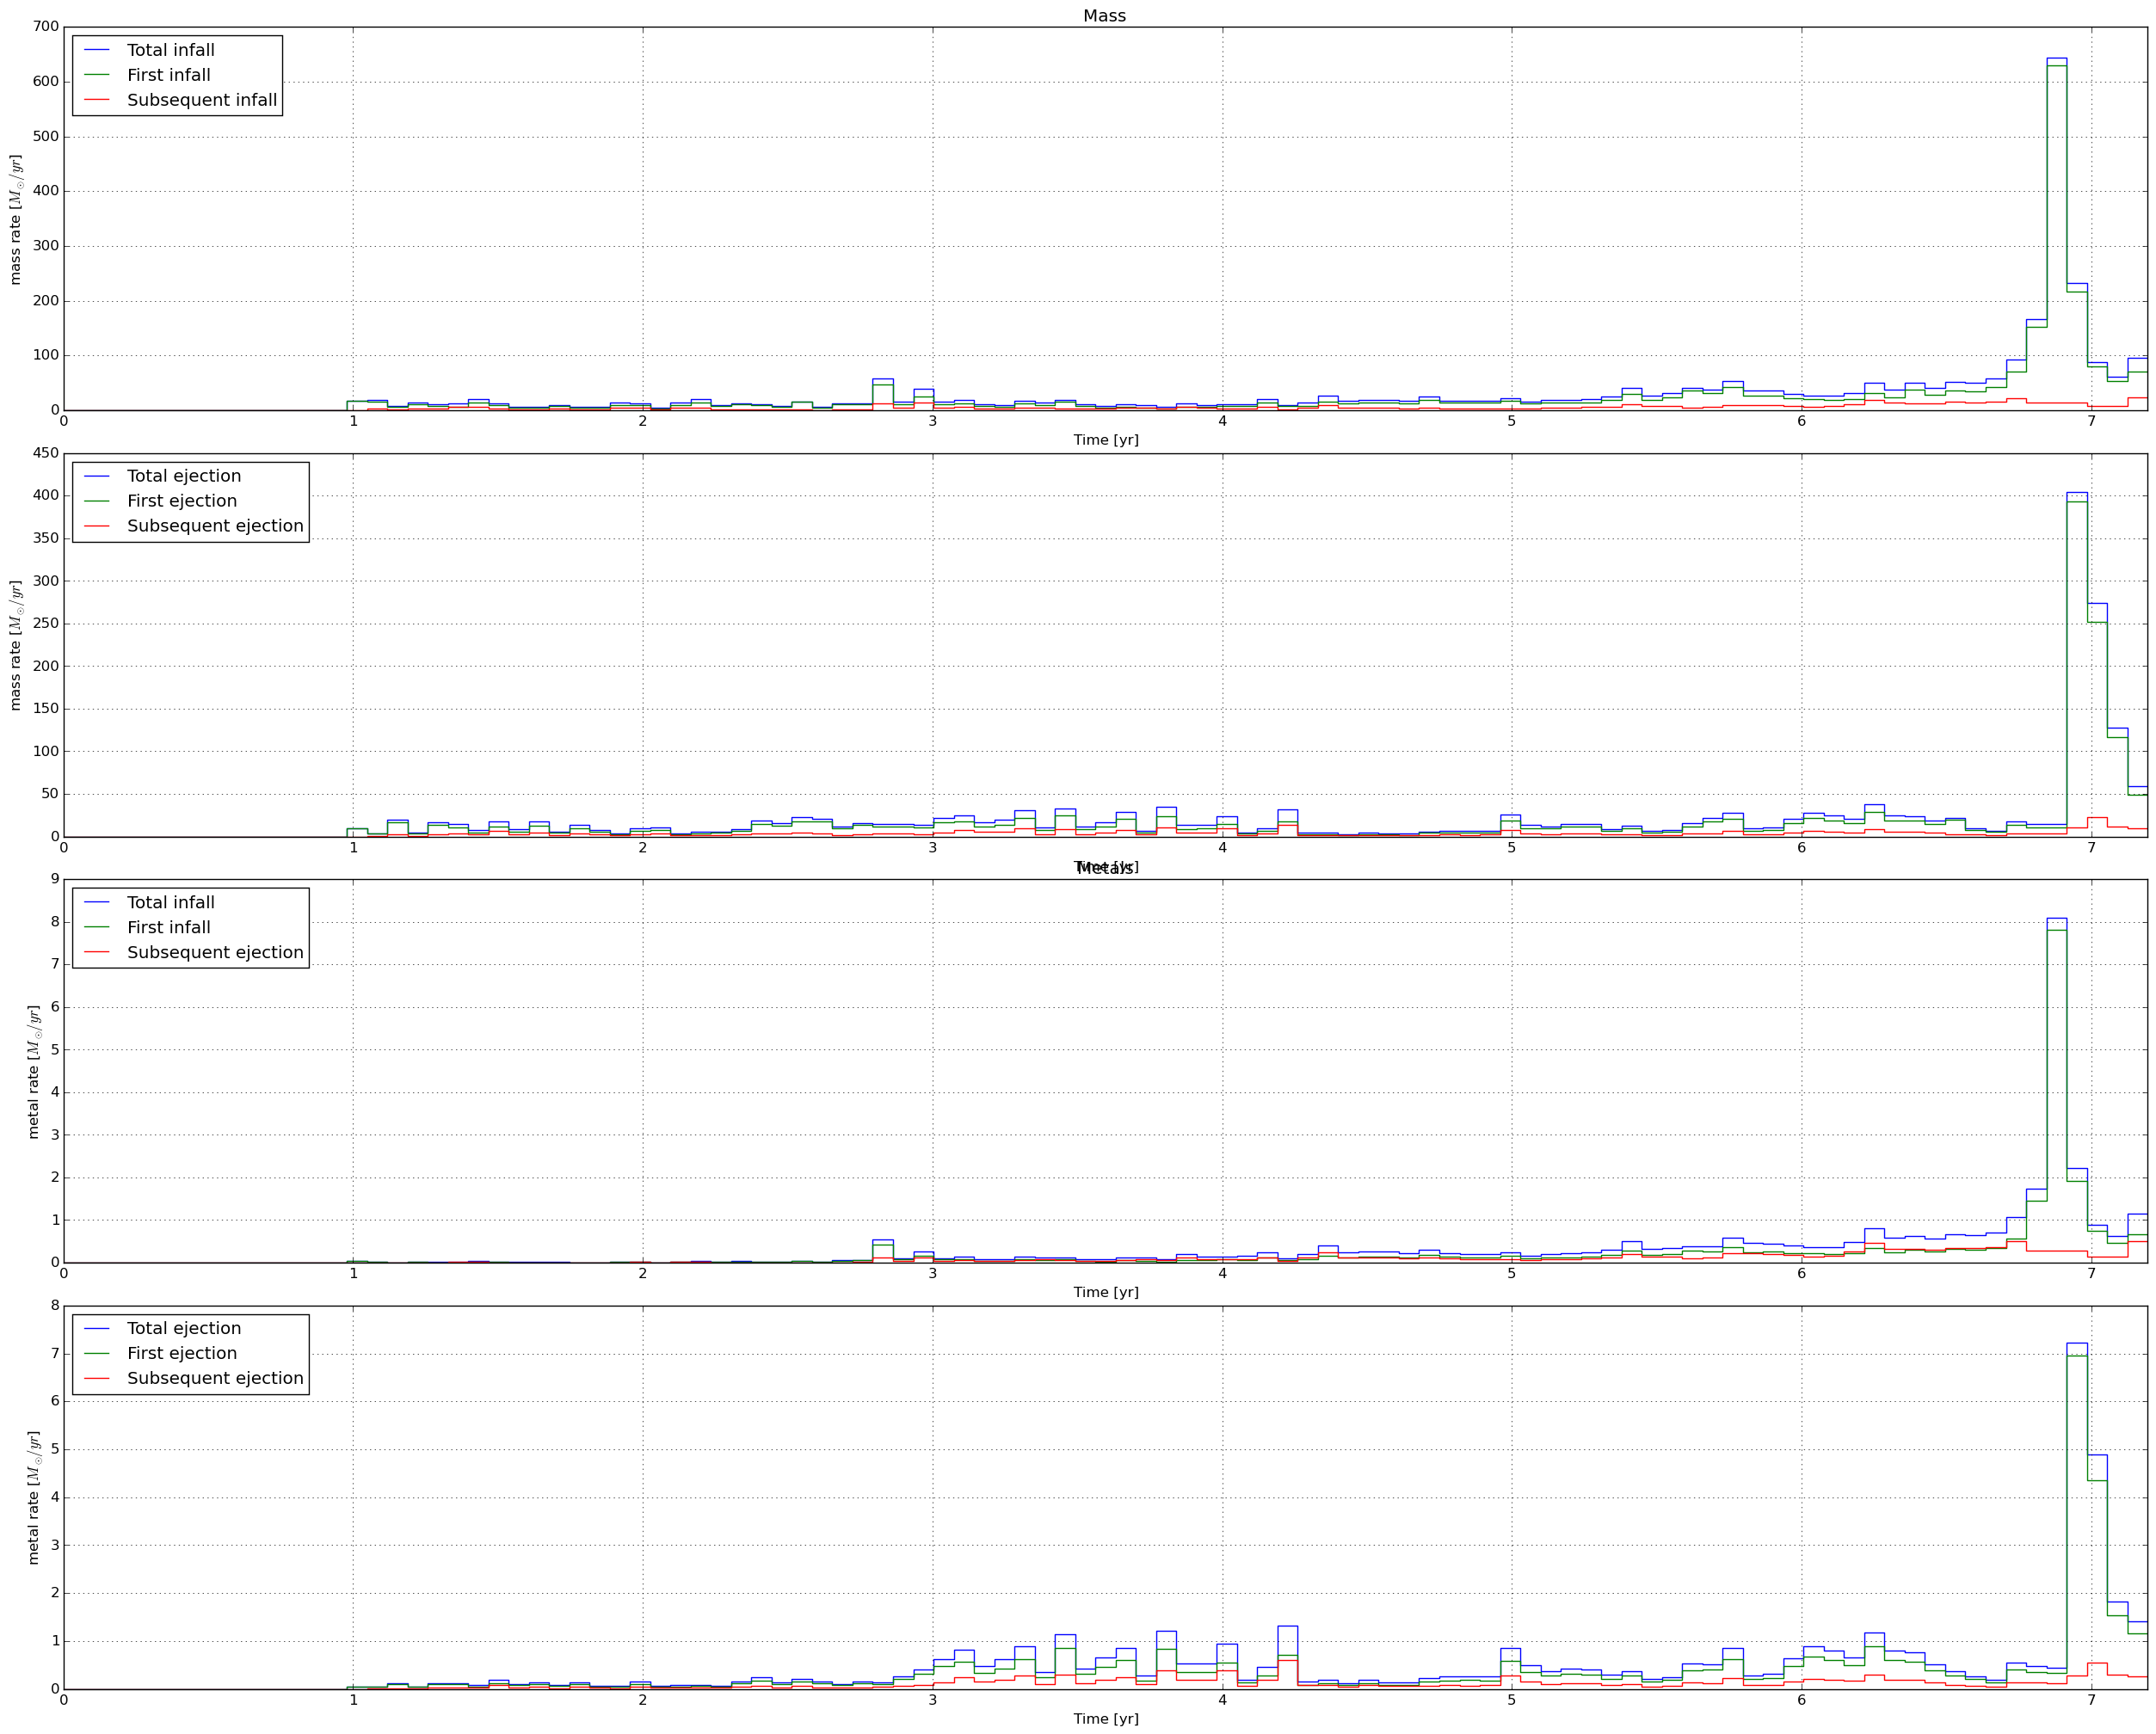 Mass
700
600
500
400
300
200
100
0
mass rate [M⊙/yr]
Total infall
First infall
Subsequent infall
0 1 2 3 4 5 6 7
Time [yr]
450
400
350
300
250
200
150
100
50
0
mass rate [M⊙/yr]
Total ejection
First ejection
Subsequent ejection
0 1 2 3 4 5 6 7
Time [yr]
Metals
9
8
7
6
5
4
3
2
1
0
metal rate [M⊙/yr]
Total infall
First infall
Subsequent ejection
0 1 2 3 4 5 6 7
Time [yr]
8
7
6
5
4
3
2
1
0
metal rate [M⊙/yr]
Total ejection
First ejection
Subsequent ejection
0 1 2 3 4 5 6 7
Time [yr]